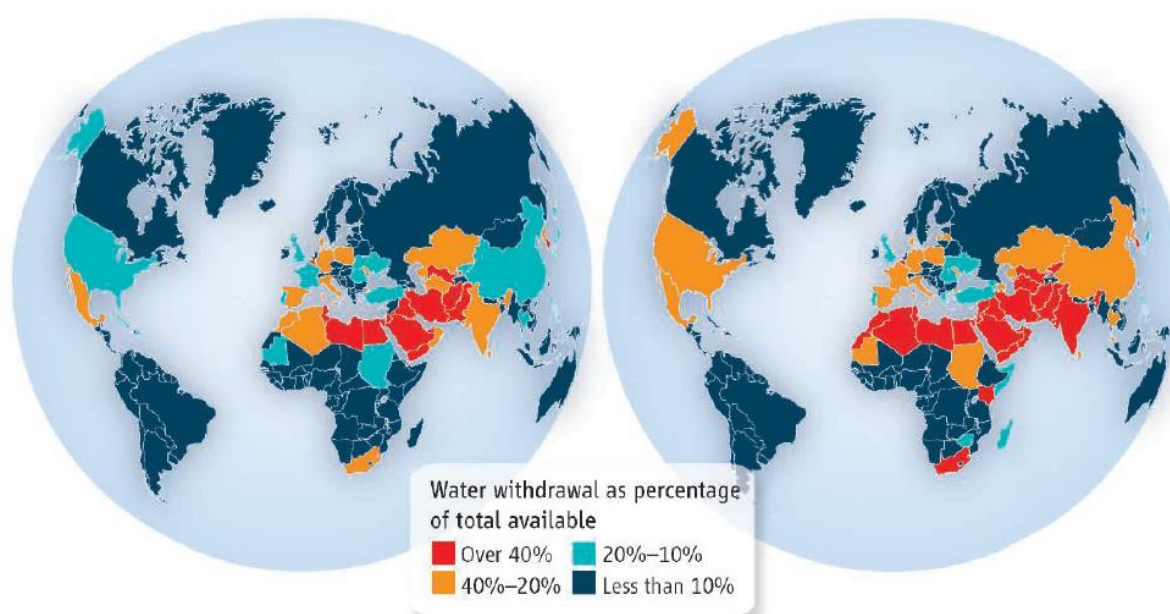 Water withdrawal as percentage
of total available
Over 40% 20%–10%
40%–20% Less than 10%